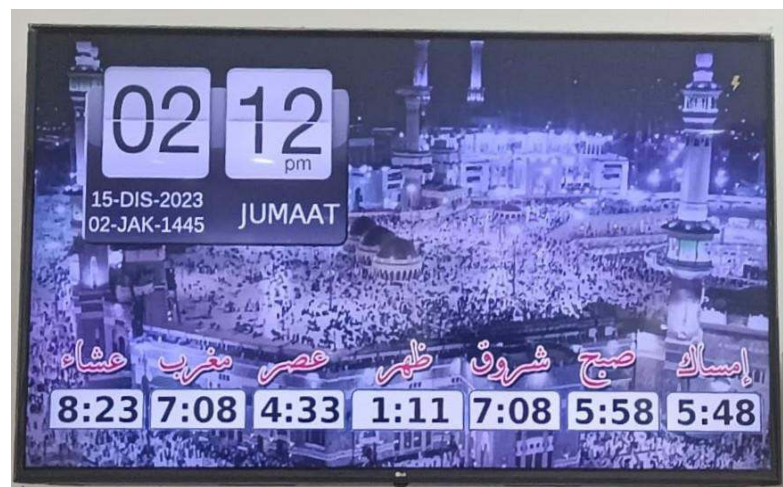 02 12
pm
15-DIS-2023
02-JAK-1445 JUMAAT
إمساك صبح شروق ظهر عصر مغرب عشاء
8:23 7:08 4:33 1:11 7:08 5:58 5:48